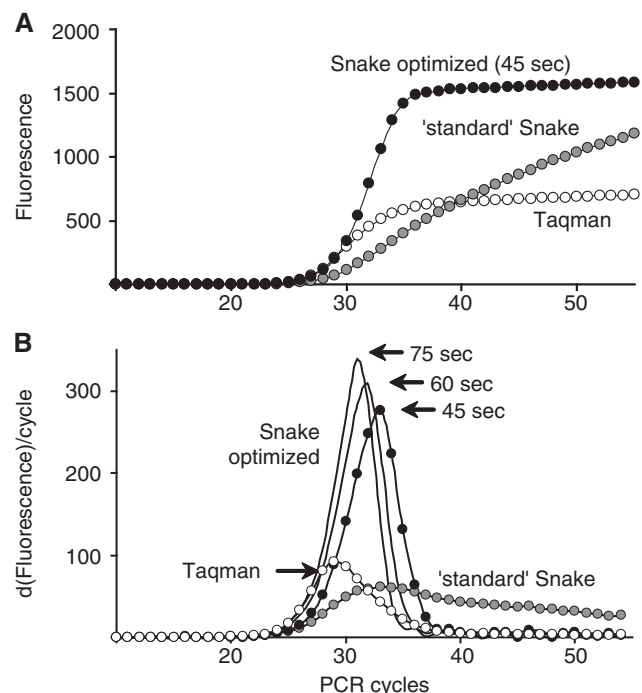 A
2000
1500
1000
500
Fluorescence
Snake optimized (45 sec)
'standard' Snake
Taqman
20
30
40
50
B
300
200
100
d(Fluorescence)/cycle
75 sec
60 sec
45 sec
Snake
optimized
Taqman
'standard' Snake
20
30
40
50
PCR cycles